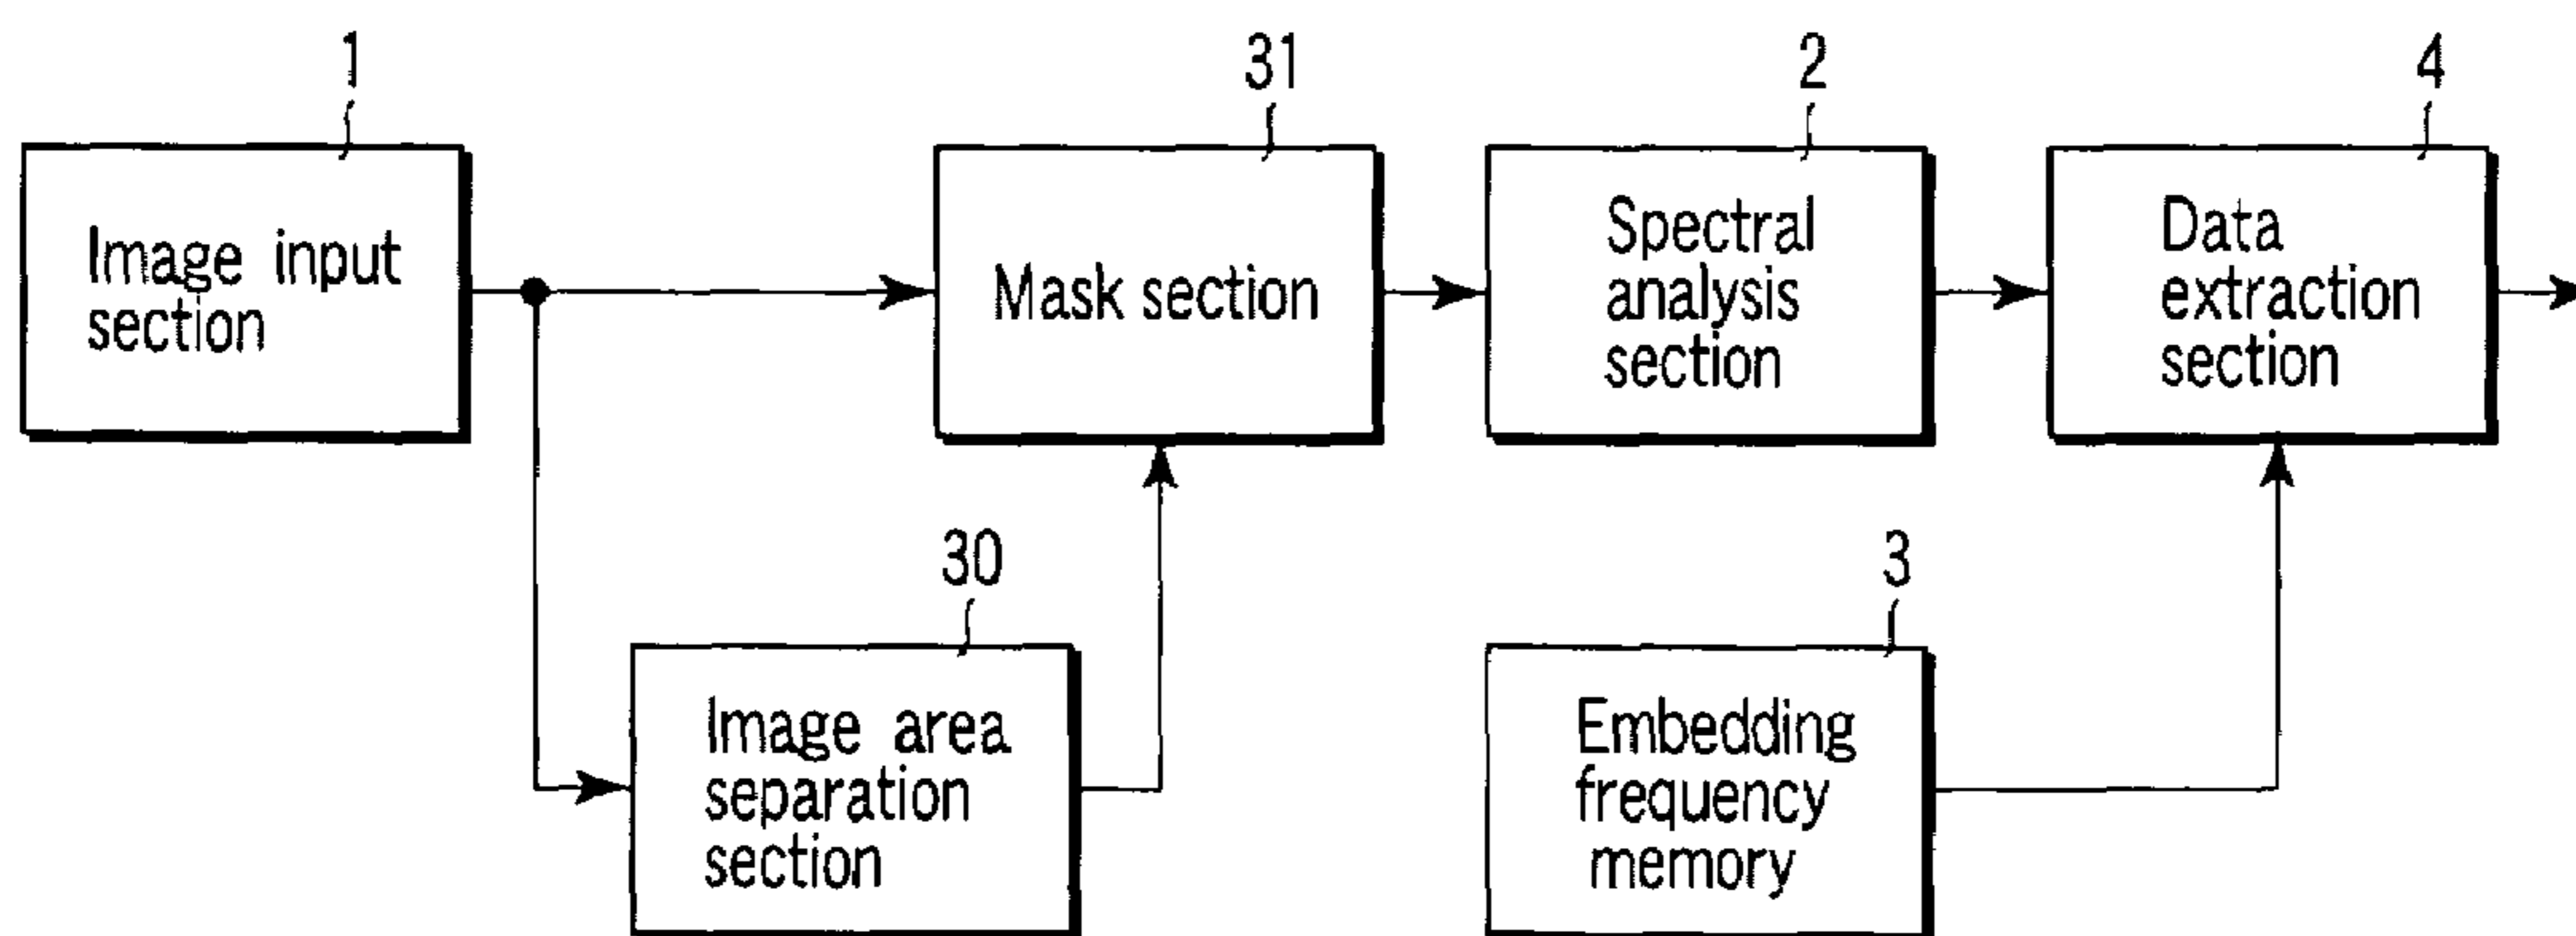 1
Image input
section
31
Mask section
2
Spectral
analysis
section
4
Data
extraction
section
30
Image area
separation
section
3
Embedding
frequency
memory